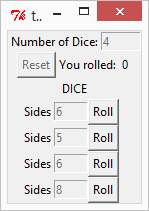 t...
Number of Dice: 4
Reset You rolled: 0
DICE
Sides 6 Roll
Sides 5 Roll
Sides 6 Roll
Sides 8 Roll